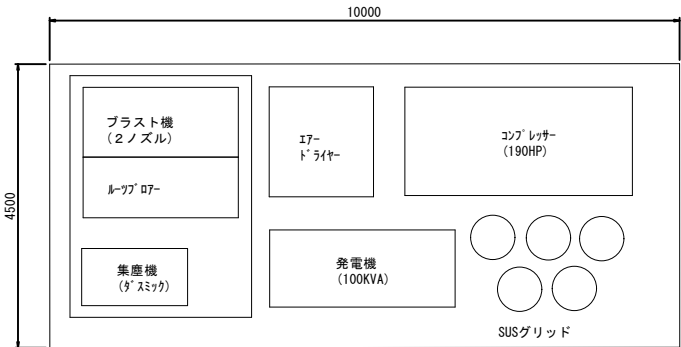 10000
4500
ブラスト機
(2ノズル)
ルーツブロアー
集塵機
(ダスミック)
エアー
ドライヤー
コンプレッサー
(190HP)
発電機
(100KVA)
SUSグリッド